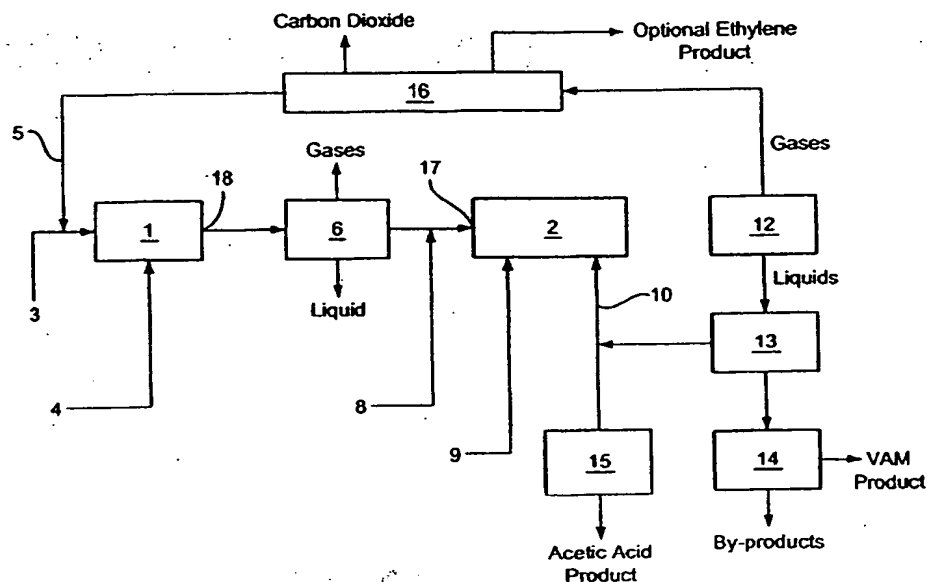 Carbon Dioxide
Optional Ethylene
Product
16
5
Gases
Gases
18
17
1
6
2
12
Liquids
3
Liquid
10
13
4
8
9
15
14
VAM
Product
Acetic Acid
Product
By-products